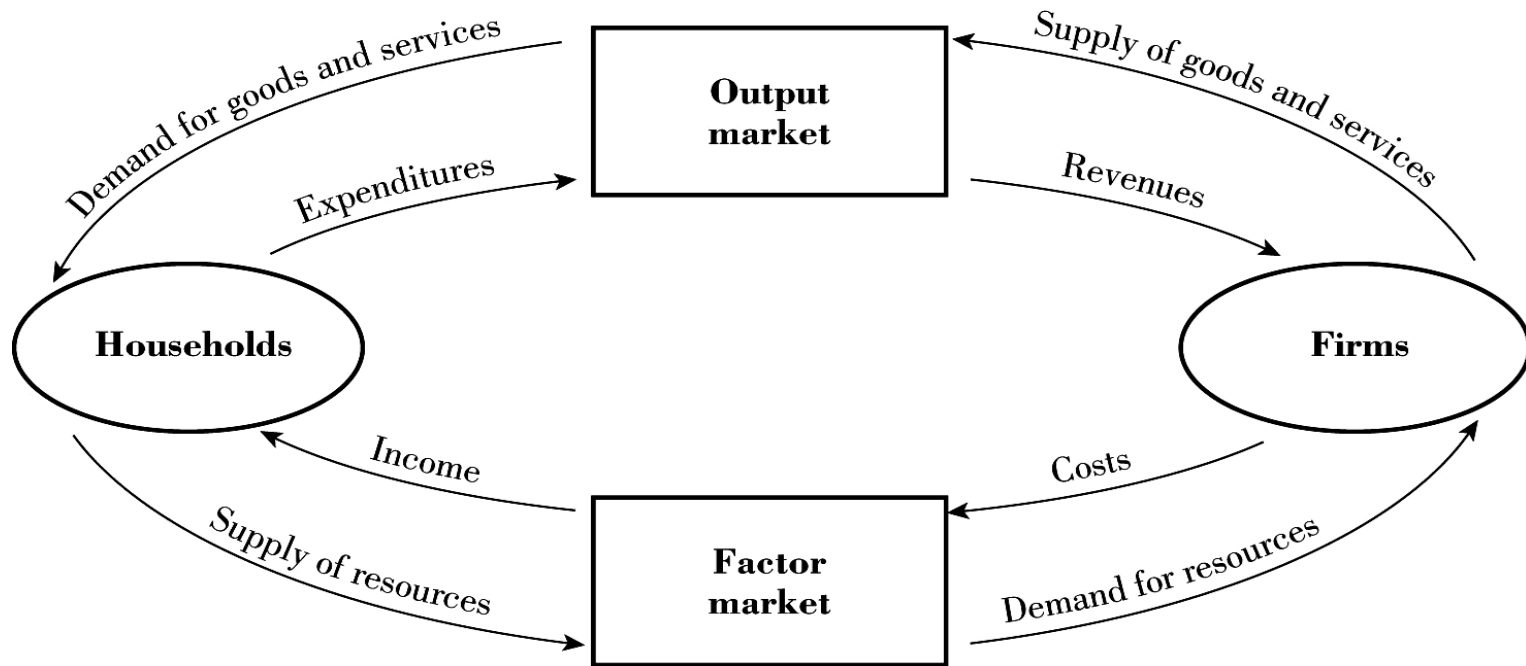 Demand for goods and services
Supply of goods and services
Output
market
Expenditures
Revenues
Households
Firms
Income
Costs
Supply of resources
Factor
market
Demand for resources